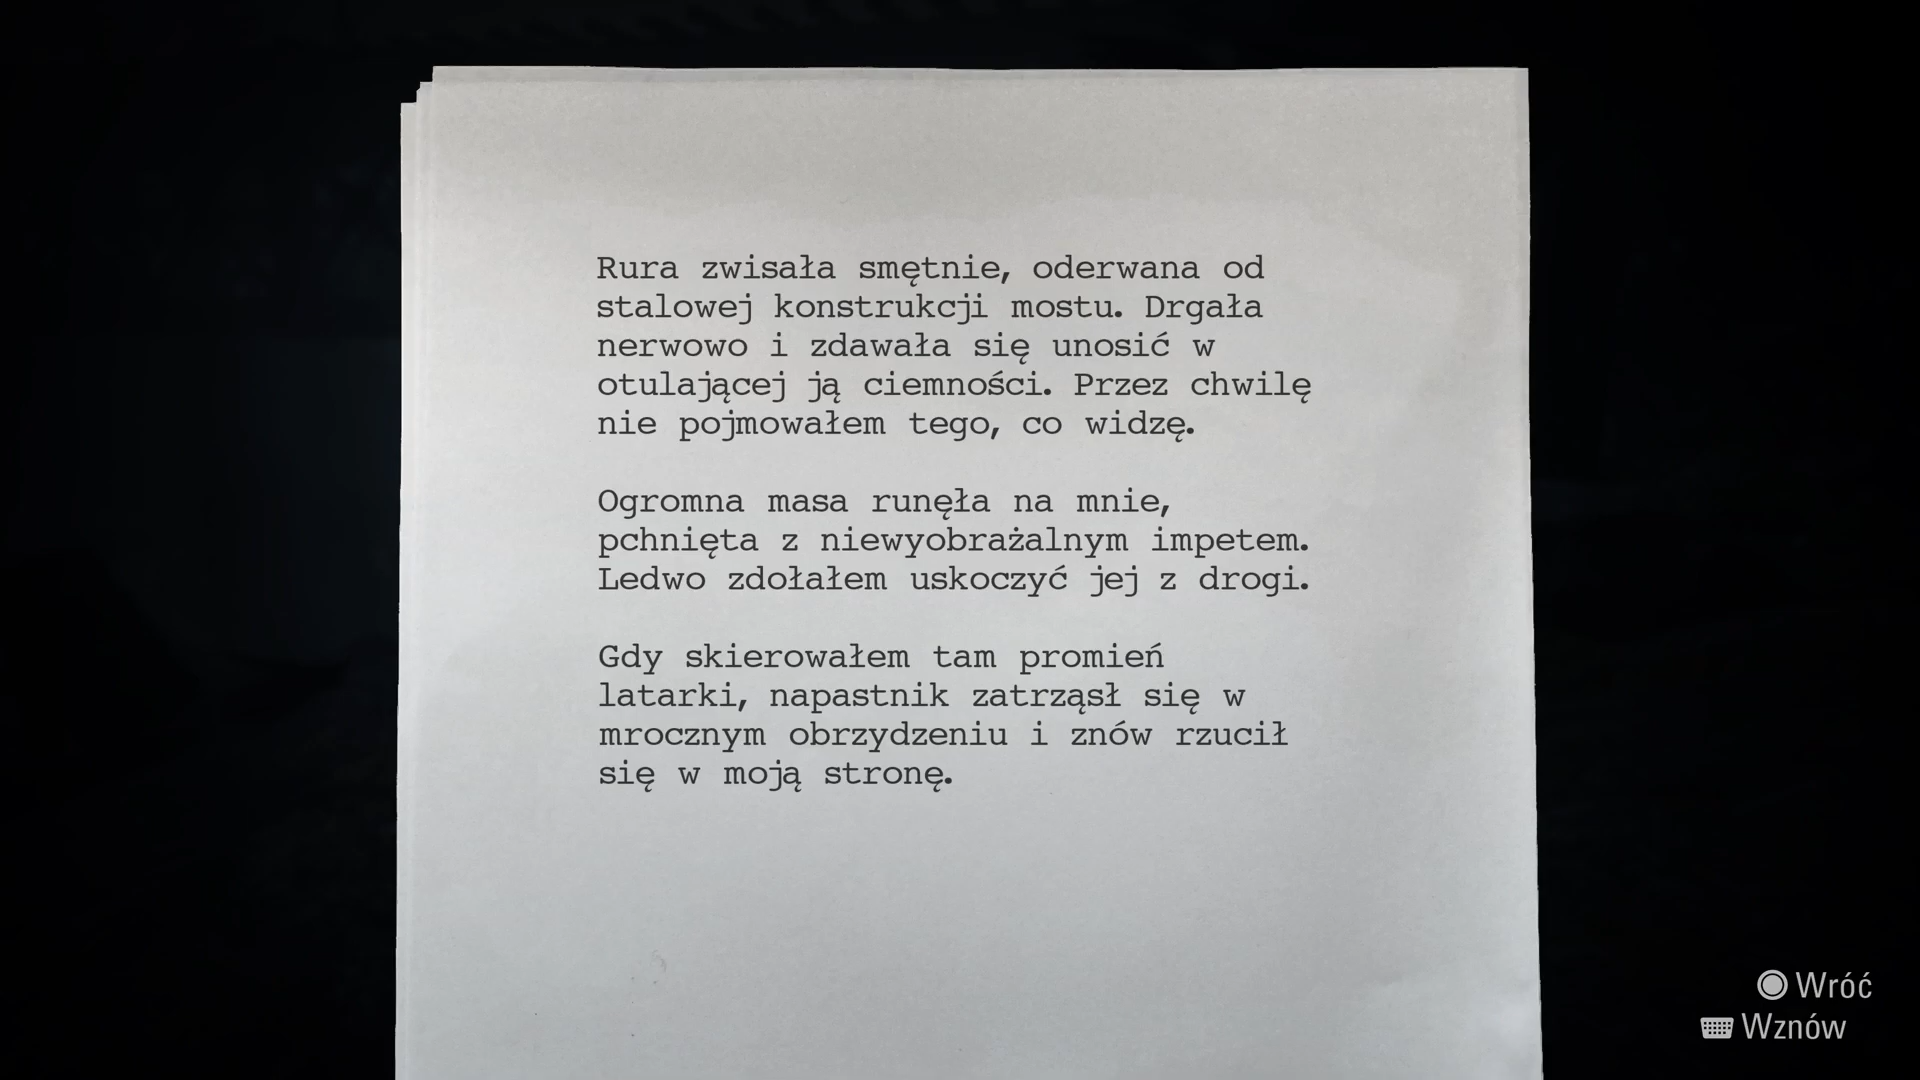 Rura zwisała smętnie, oderwana od
stalowej konstrukcji mostu. Drgała
nerwowo i zdawała się unosić w
otulającej ją ciemności. Przez chwilę
nie pojmowałem tego, co widzę.
Ogromna masa runęła na mnie,
pchnięta z niewyobrażalnym impetem.
Ledwo zdołałem uskoczyć jej z drogi.
Gdy skierowałem tam promień
latarki, napastnik zatrząsł się w
mrocznym obrzydzeniu i znów rzucił
się w moją stronę.
Wróć
Wznów